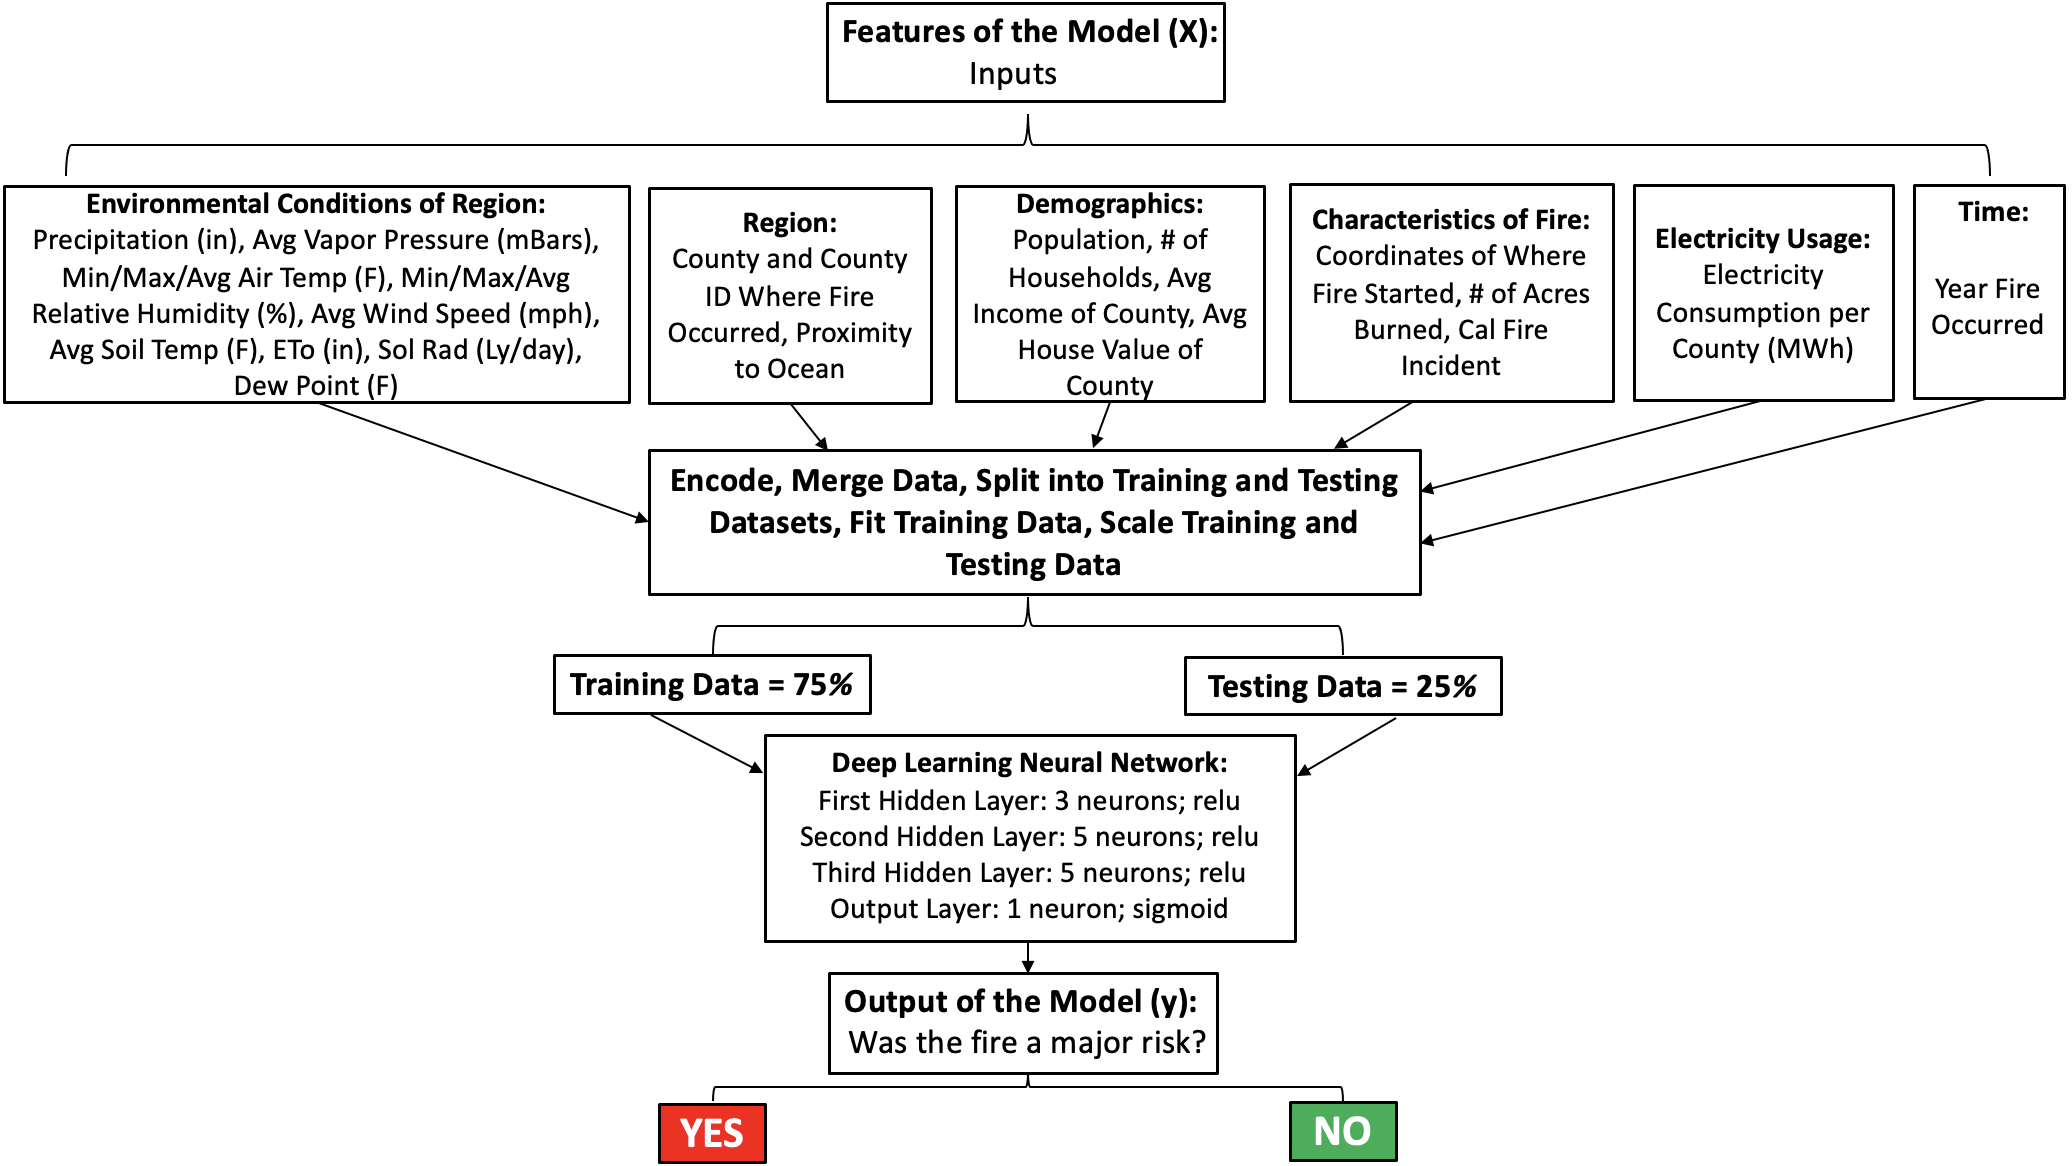 Features of the Model (X):
Inputs
Environmental Conditions of Region:
Precipitation (in), Avg Vapor Pressure (mBars),
Min/Max/Avg Air Temp (F), Min/Max/Avg
Relative Humidity (%), Avg Wind Speed (mph),
Avg Soil Temp (F), ETo (in), Sol Rad (Ly/day),
Dew Point (F)
Region:
County and County
ID Where Fire
Occurred, Proximity
to Ocean
Demographics:
Population, # of
Households, Avg
Income of County, Avg
House Value of
County
Characteristics of Fire:
Coordinates of Where
Fire Started, # of Acres
Burned, Cal Fire
Incident
Electricity Usage:
Electricity
Consumption per
County (MWh)
Time:
Year Fire
Occurred
Encode, Merge Data, Split into Training and Testing
Datasets, Fit Training Data, Scale Training and
Testing Data
Training Data = 75%
Testing Data = 25%
Deep Learning Neural Network:
First Hidden Layer: 3 neurons; relu
Second Hidden Layer: 5 neurons; relu
Third Hidden Layer: 5 neurons; relu
Output Layer: 1 neuron; sigmoid
Output of the Model (y):
Was the fire a major risk?
YES
NO